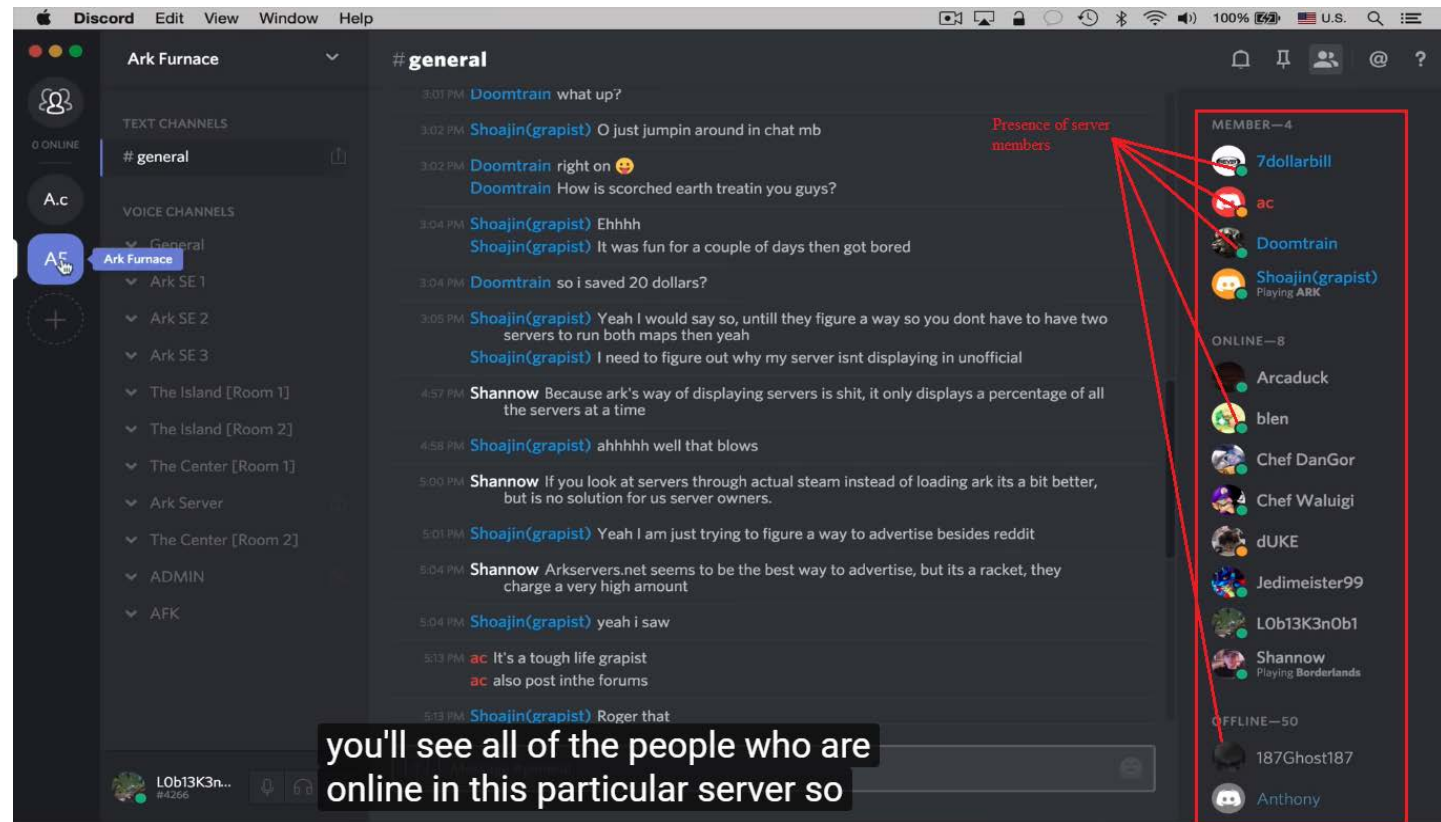 Discord Edit View Window Help 100% U.S.
Ark Furnace
#general
?
0 ONLINE
A.c
Ark Furnace
TEXT CHANNELS
# general
VOICE CHANNELS
General
Ark SE 1
Ark SE 2
Ark SE 3
The Island [Room 1]
The Island [Room 2]
The Center [Room 1]
Ark Server
The Center [Room 2]
ADMIN
AFK
L0b13K3n...
#4266
3:01 PM Doomtrain what up?
3:02 PM Shoajin(grapist) O just jumpin around in chat mb
3:02 PM Doomtrain right on 😛
Doomtrain How is scorched earth treatin you guys?
3:04 PM Shoajin(grapist) Ehhhh
Shoajin(grapist) It was fun for a couple of days then got bored
3:04 PM Doomtrain so i saved 20 dollars?
3:05 PM Shoajin(grapist) Yeah I would say so, untill they figure a way so you dont have to have two
servers to run both maps then yeah
Shoajin(grapist) I need to figure out why my server isnt displaying in unofficial
4:57 PM Shannow Because ark's way of displaying servers is shit, it only displays a percentage of all
the servers at a time
4:58 PM Shoajin(grapist) ahhhhh well that blows
5:00 PM Shannow If you look at servers through actual steam instead of loading ark its a bit better,
but is no solution for us server owners.
5:01 PM Shoajin(grapist) Yeah I am just trying to figure a way to advertise besides reddit
5:04 PM Shannow Arkservers.net seems to be the best way to advertise, but its a racket, they
charge a very high amount
5:04 PM Shoajin(grapist) yeah i saw
5:13 PM ac It's a tough life grapist
ac also post inthe forums
5:13 PM Shoajin(grapist) Roger that
you'll see all of the people who are
online in this particular server so
Presence of server
members
MEMBER—4
7dollarbill
ac
Doomtrain
Shoajin(grapist)
Playing ARK
ONLINE—8
Arcaduck
blen
Chef DanGor
Chef Waluigi
dUKE
Jedimeister99
L0b13K3n0b1
Shannow
Playing Borderlands
OFFLINE—50
187Ghost187
Anthony